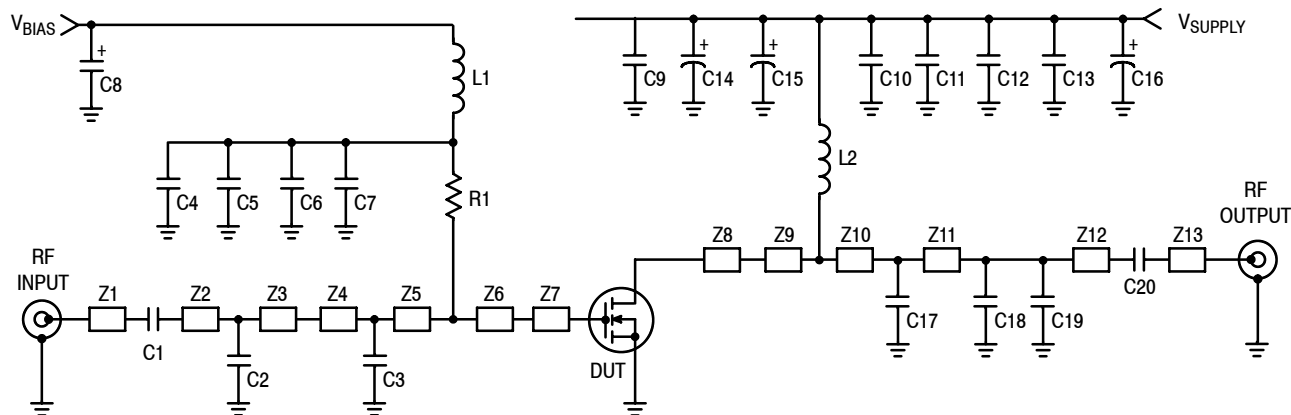 VBIAS
+
C8
L1
C4
C5
C6
C7
R1
RF
INPUT
Z1
C1
Z2
C2
Z3
Z4
C3
Z5
Z6
Z7
DUT
VSUPPLY
C9
+
C14
+
C15
C10
C11
C12
C13
+
C16
L2
Z8
Z9
Z10
C17
Z11
C18
C19
Z12
C20
Z13
RF
OUTPUT